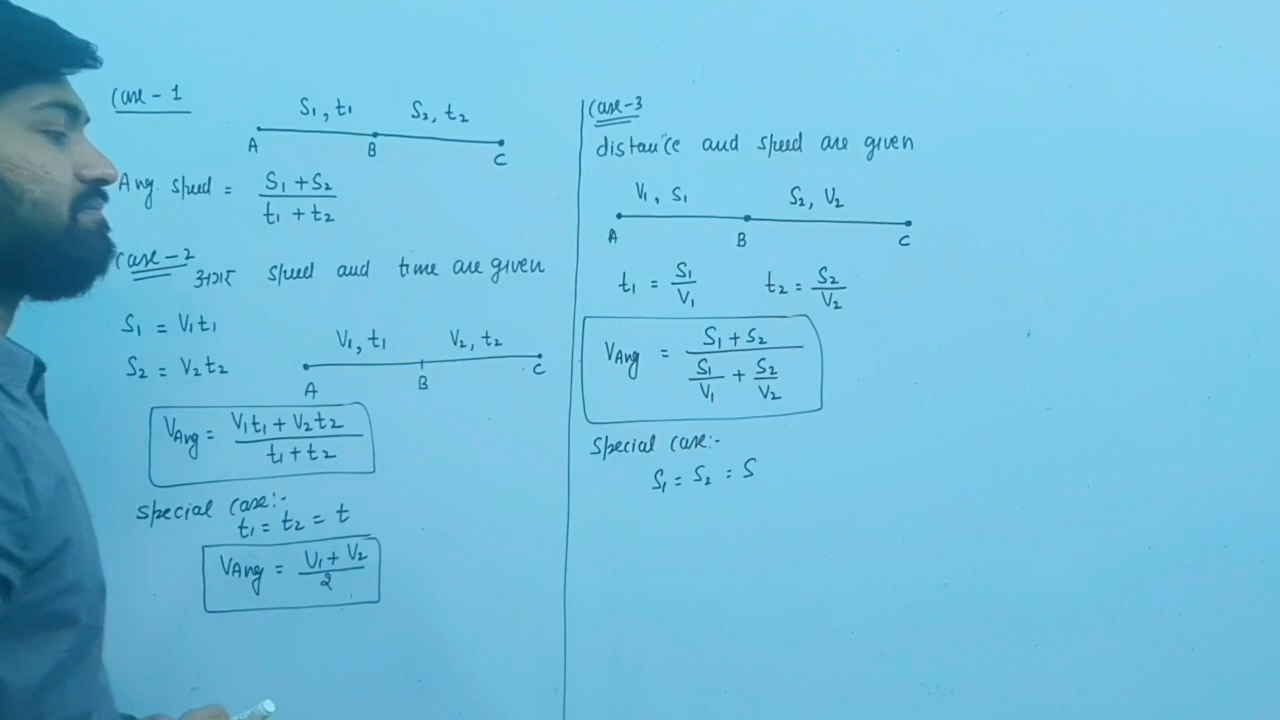 Case - 1
S1, t1 S2, t2
A B C
Avg. speed = S1 + S2 / t1 + t2
Case - 2
अगर speed and time are given
S1 = V1t1
S2 = V2t2
V1, t1 V2, t2
A B C
VAvg = V1t1 + V2t2 / t1 + t2
Special case:-
t1 = t2 = t
VAvg = V1 + V2 / 2
Case - 3
distance and speed are given
V1, S1 S2, V2
A B C
t1 = S1 / V1 t2 = S2 / V2
VAvg = S1 + S2 / S1 / V1 + S2 / V2
Special case:-
S1 = S2 = S